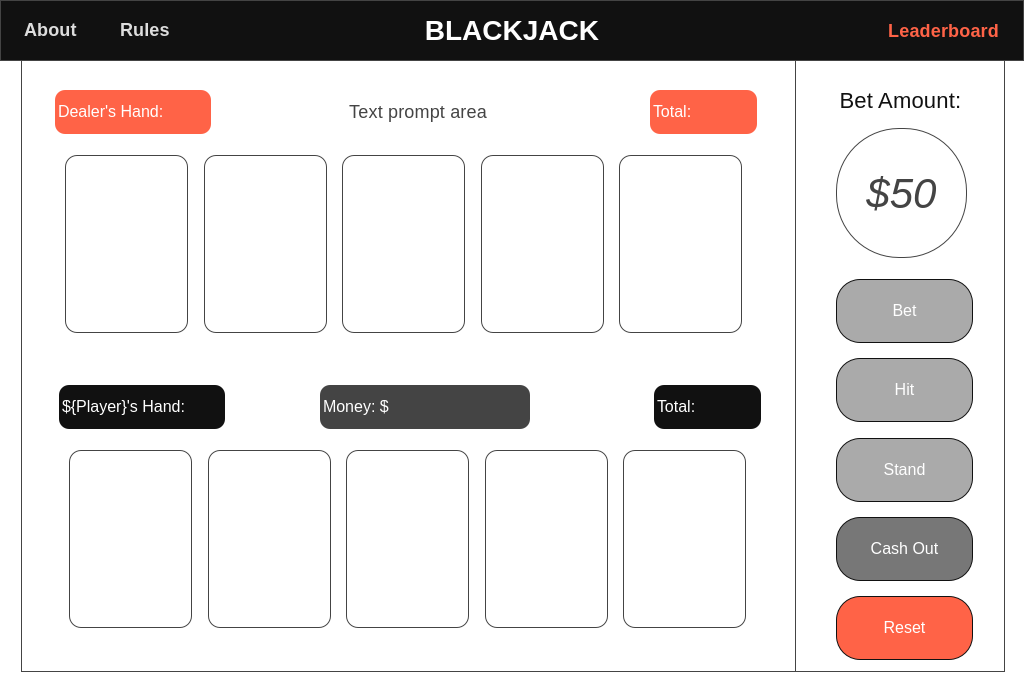 About
Rules
BLACKJACK
Leaderboard
Dealer's Hand:
Text prompt area
Total:
Bet Amount:
$50
Bet
Hit
${Player}'s Hand:
Money: $
Total:
Stand
Cash Out
Reset